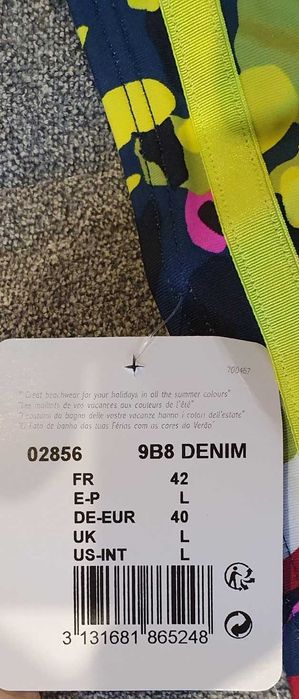 700457
"Great beachwear for your holidays in all the summer colours"
"Les maillots de vos vacances aux couleurs de l'été"
"I costumi da bagno delle vostre vacanze hanno i colori dell'estate"
"O Fato de banho das tuas Férias com as cores do Verão"
02856 9B8 DENIM
FR 42
E-P L
DE-EUR 40
UK L
US-INT L
3 131681 865248